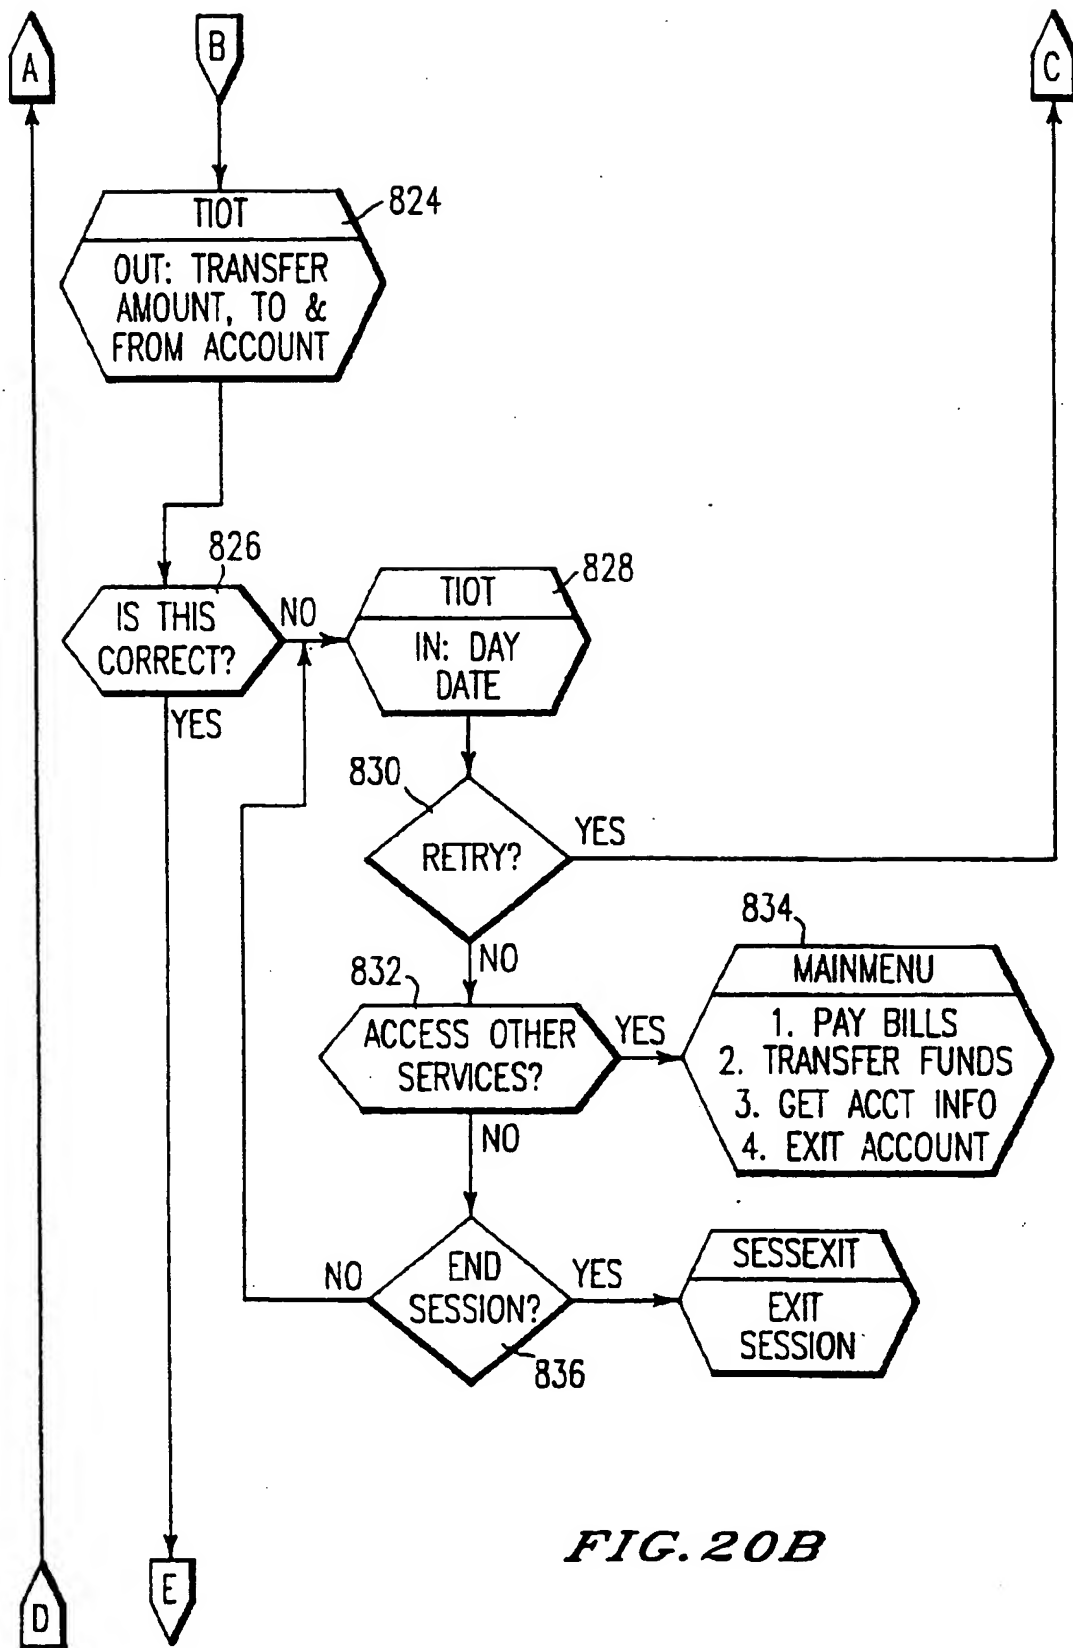 A
B
C
TIOT
824
OUT: TRANSFER
AMOUNT, TO &
FROM ACCOUNT
826
IS THIS
CORRECT?
NO
YES
TIOT
828
IN: DAY
DATE
830
RETRY?
YES
NO
832
ACCESS OTHER
SERVICES?
YES
NO
834
MAINMENU
1. PAY BILLS
2. TRANSFER FUNDS
3. GET ACCT INFO
4. EXIT ACCOUNT
NO
END
SESSION?
836
YES
SESSEXIT
EXIT
SESSION
D
E
FIG. 20B